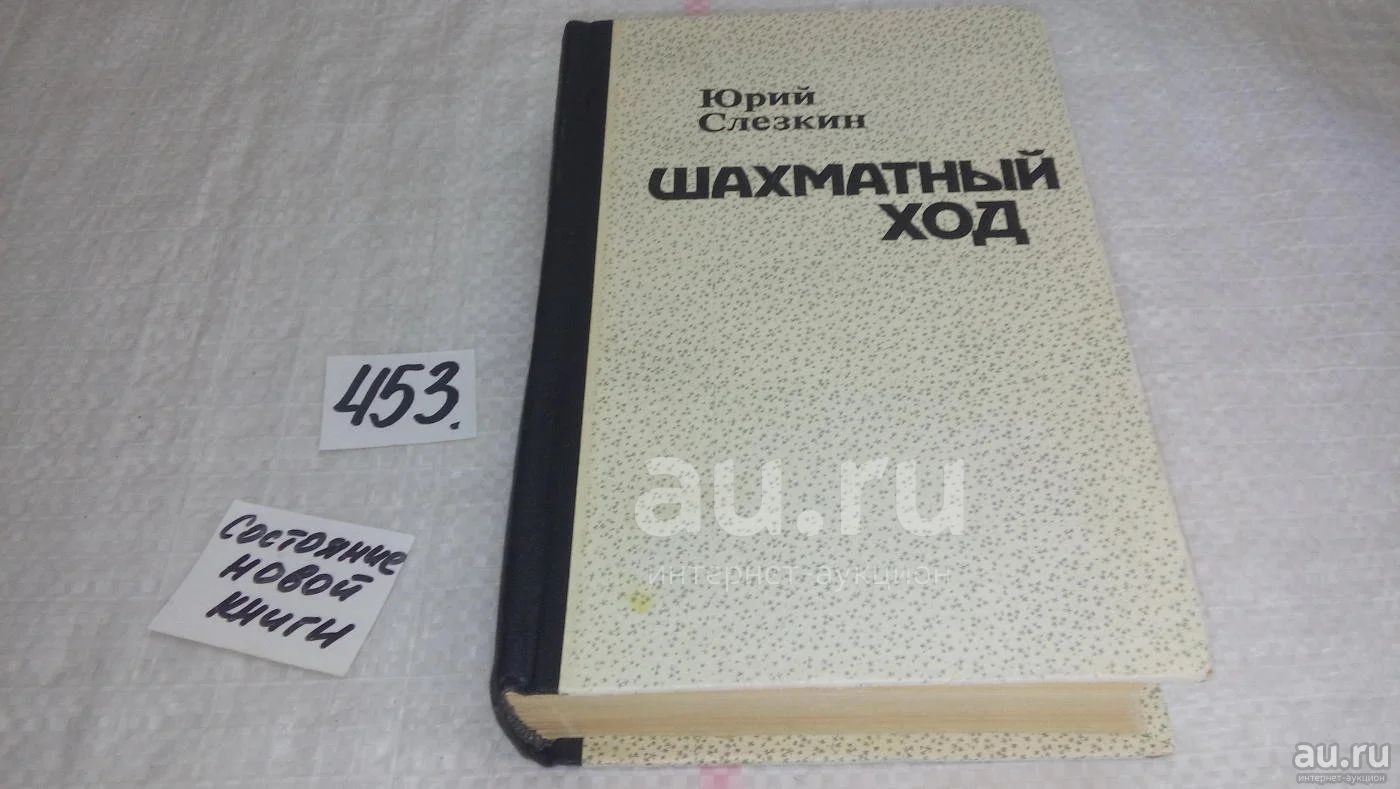 Юрий
Слезкин
ШАХМАТНЫЙ
ХОД
453.
Состояние
новой
книги
au.ru
интернет-аукцион
au.ru
интернет-аукцион